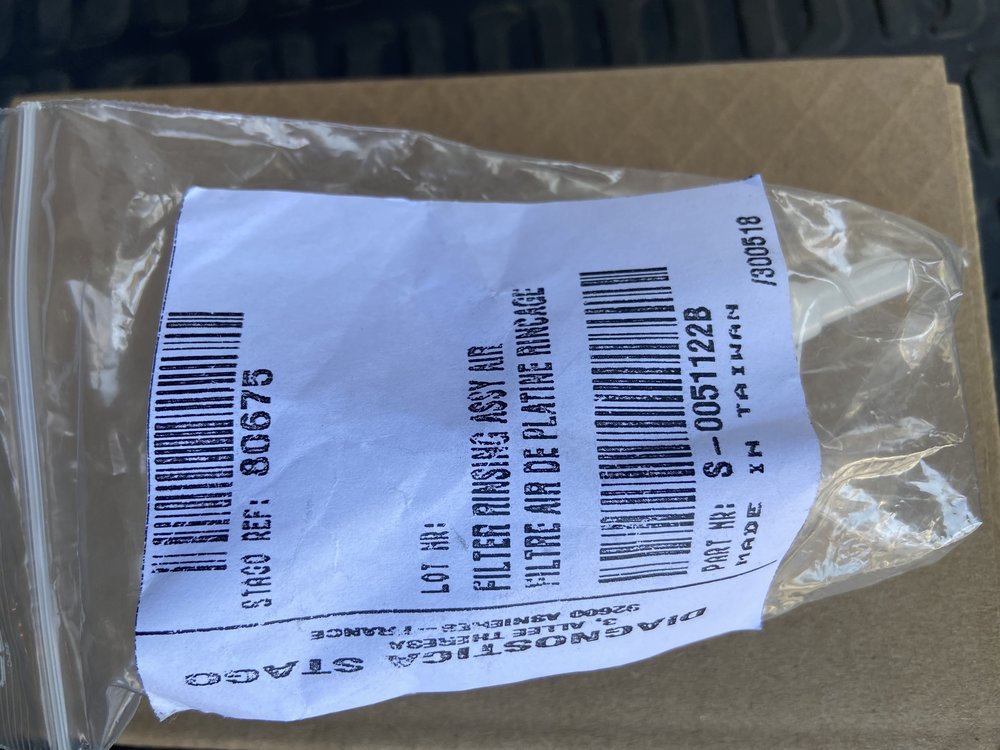 STAGO REF: 80675
LOT NR:
FILTER RINSING ASSY AIR
FILTRE AIR DE PLATINE RINCAGE
PART NR: S-0051122B
MADE IN TAIWAN /300518
DIAGNOSTICA STAGO
3, ALLEE THERESA
92600 ASNIERES-FRANCE